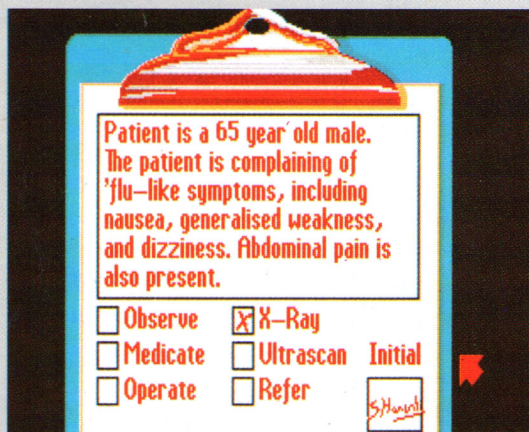 Patient is a 65 year old male.
The patient is complaining of
'flu-like symptoms, including
nausea, generalised weakness,
and dizziness. Abdominal pain is
also present.
Observe X X-Ray
Medicate Ultrascan Initial
Operate Refer